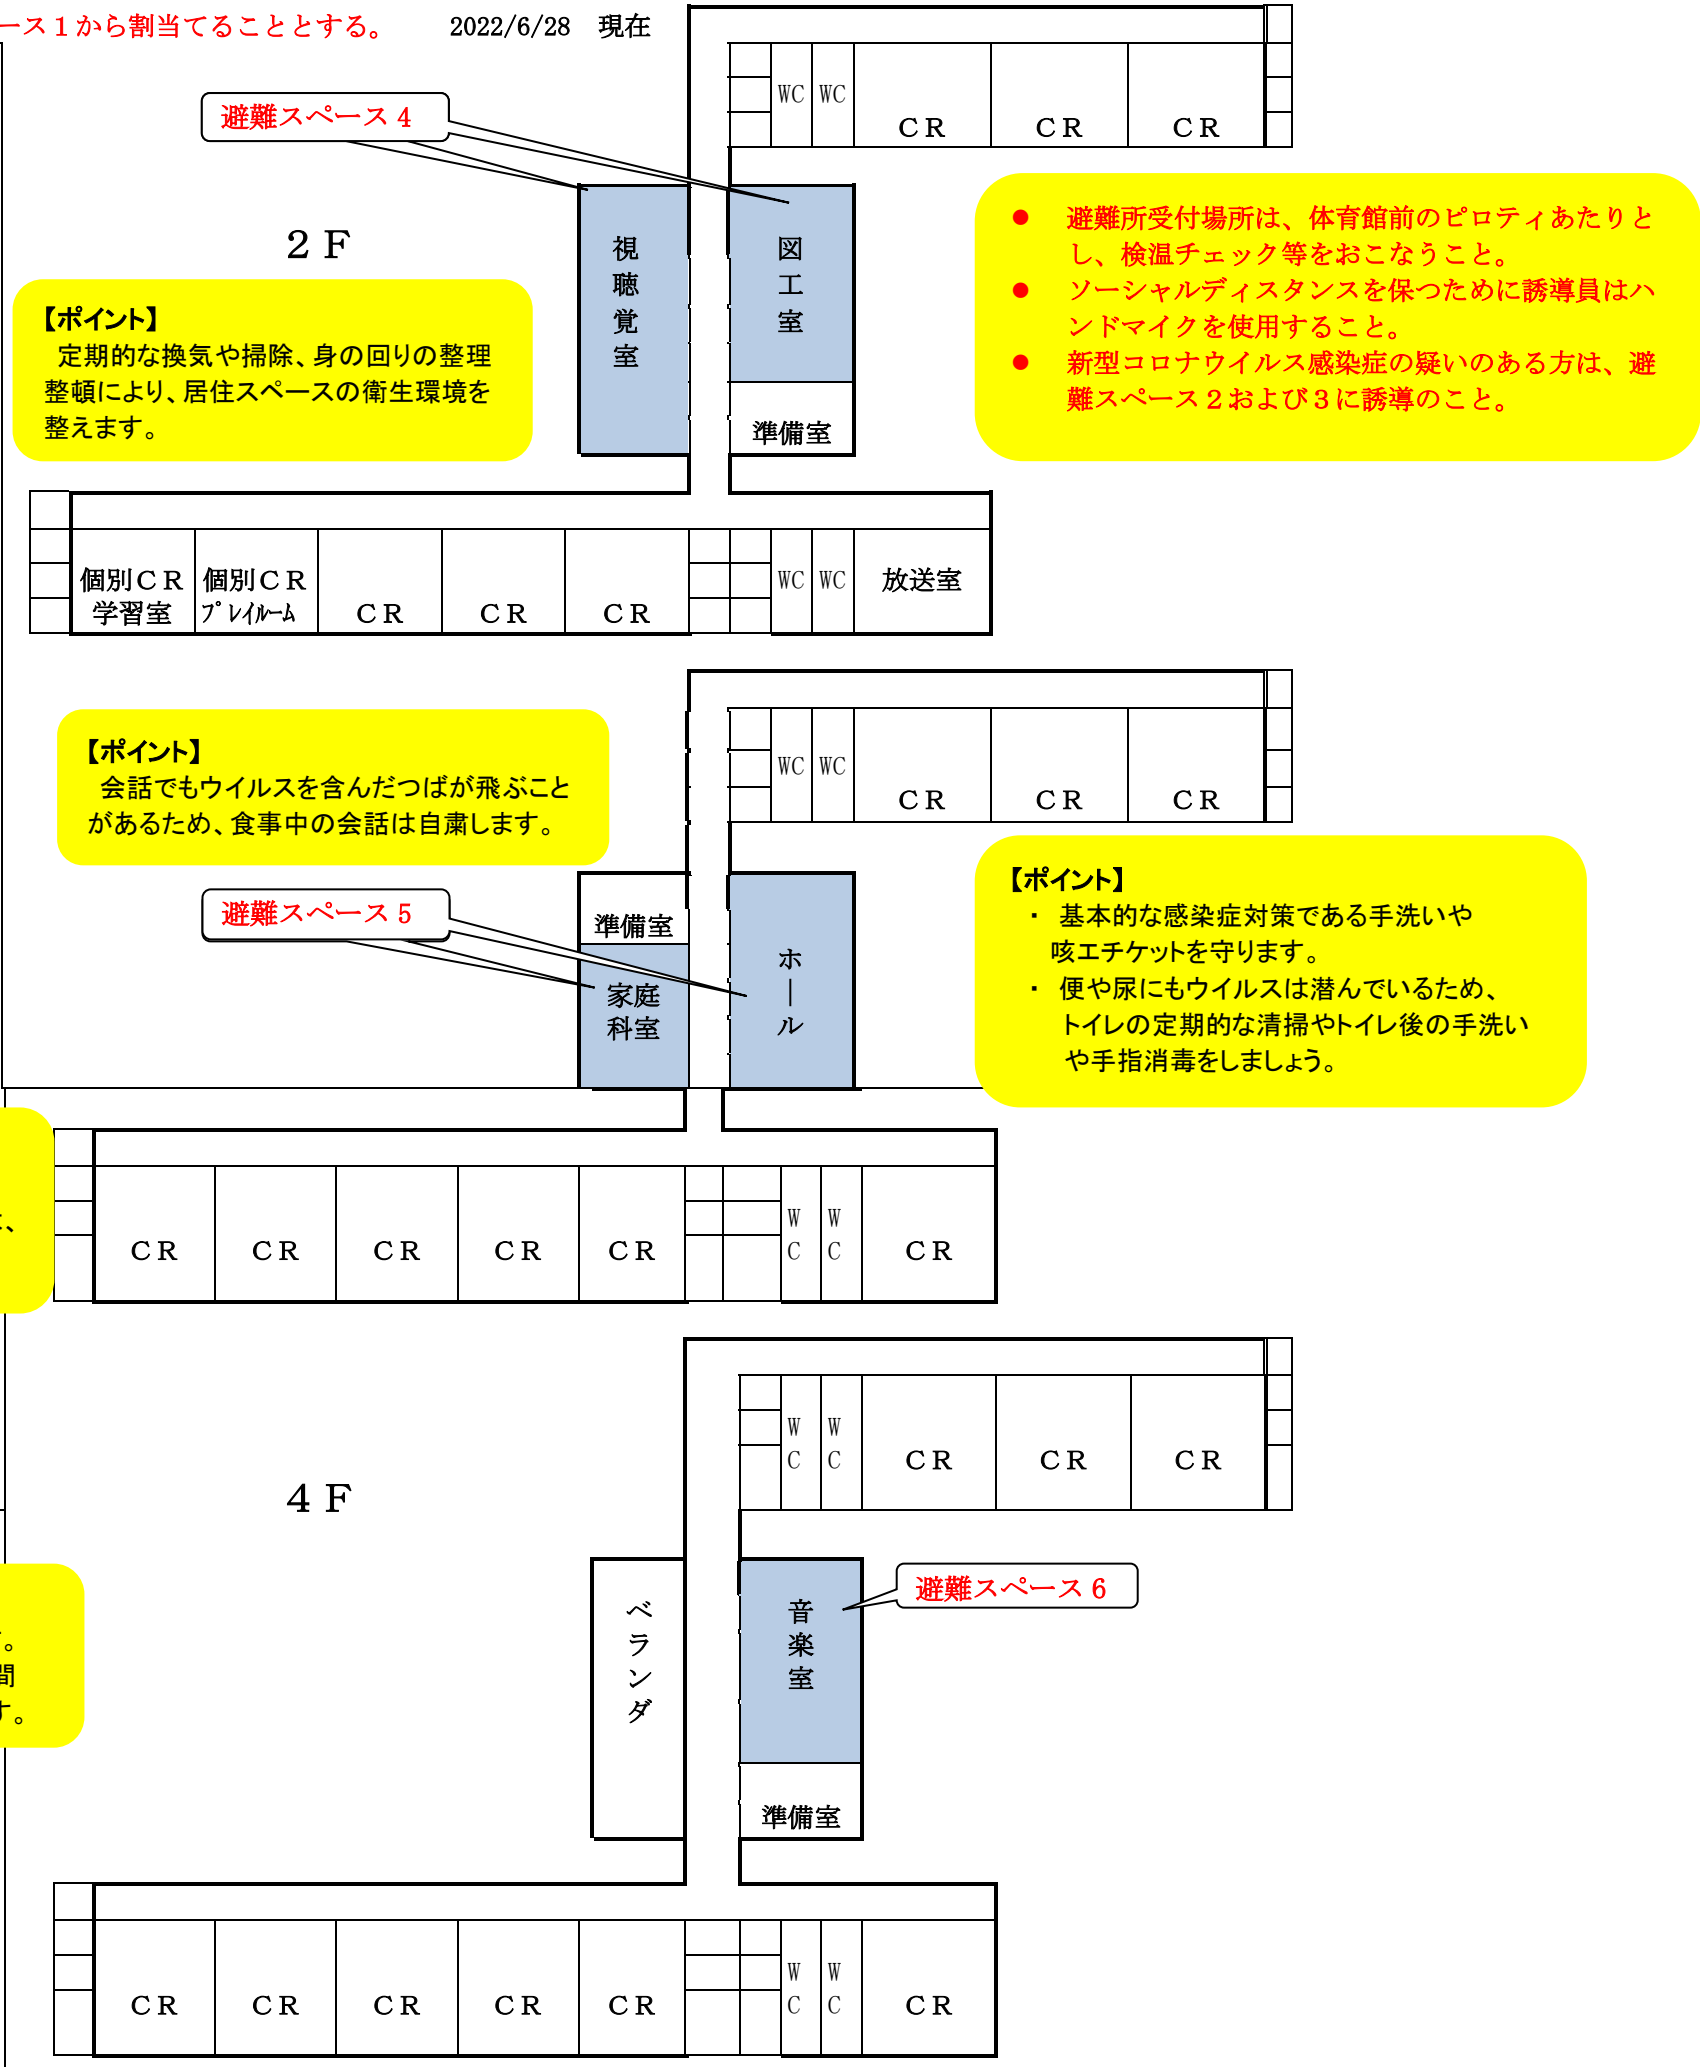 ース１から割当てることとする。 2022/6/28 現在
WC WC
ＣＲ ＣＲ ＣＲ
避難スペース４
２Ｆ
視聴覚室
図工室
準備室
● 避難所受付場所は、体育館前のピロティあたりと
し、検温チェック等をおこなうこと。
● ソーシャルディスタンスを保つために誘導員はハ
ンドマイクを使用すること。
● 新型コロナウイルス感染症の疑いのある方は、避
難スペース２および３に誘導のこと。
【ポイント】
定期的な換気や掃除、身の回りの整理
整頓により、居住スペースの衛生環境を
整えます。
個別ＣＲ 個別ＣＲ
学習室 ﾌﾟﾚｲﾙｰﾑ ＣＲ ＣＲ ＣＲ
WC WC 放送室
WC WC
ＣＲ ＣＲ ＣＲ
【ポイント】
会話でもウイルスを含んだつばが飛ぶこと
があるため、食事中の会話は自粛します。
避難スペース５
準備室
家庭
科室
ホール
【ポイント】
・ 基本的な感染症対策である手洗いや
咳エチケットを守ります。
・ 便や尿にもウイルスは潜んでいるため、
トイレの定期的な清掃やトイレ後の手洗い
や手指消毒をしましょう。
、
WC WC
ＣＲ ＣＲ ＣＲ ＣＲ ＣＲ ＣＲ
WC WC
ＣＲ ＣＲ ＣＲ
４Ｆ
ベランダ
音楽室
避難スペース６
準備室
。
間
す。
WC WC
ＣＲ ＣＲ ＣＲ ＣＲ ＣＲ ＣＲ